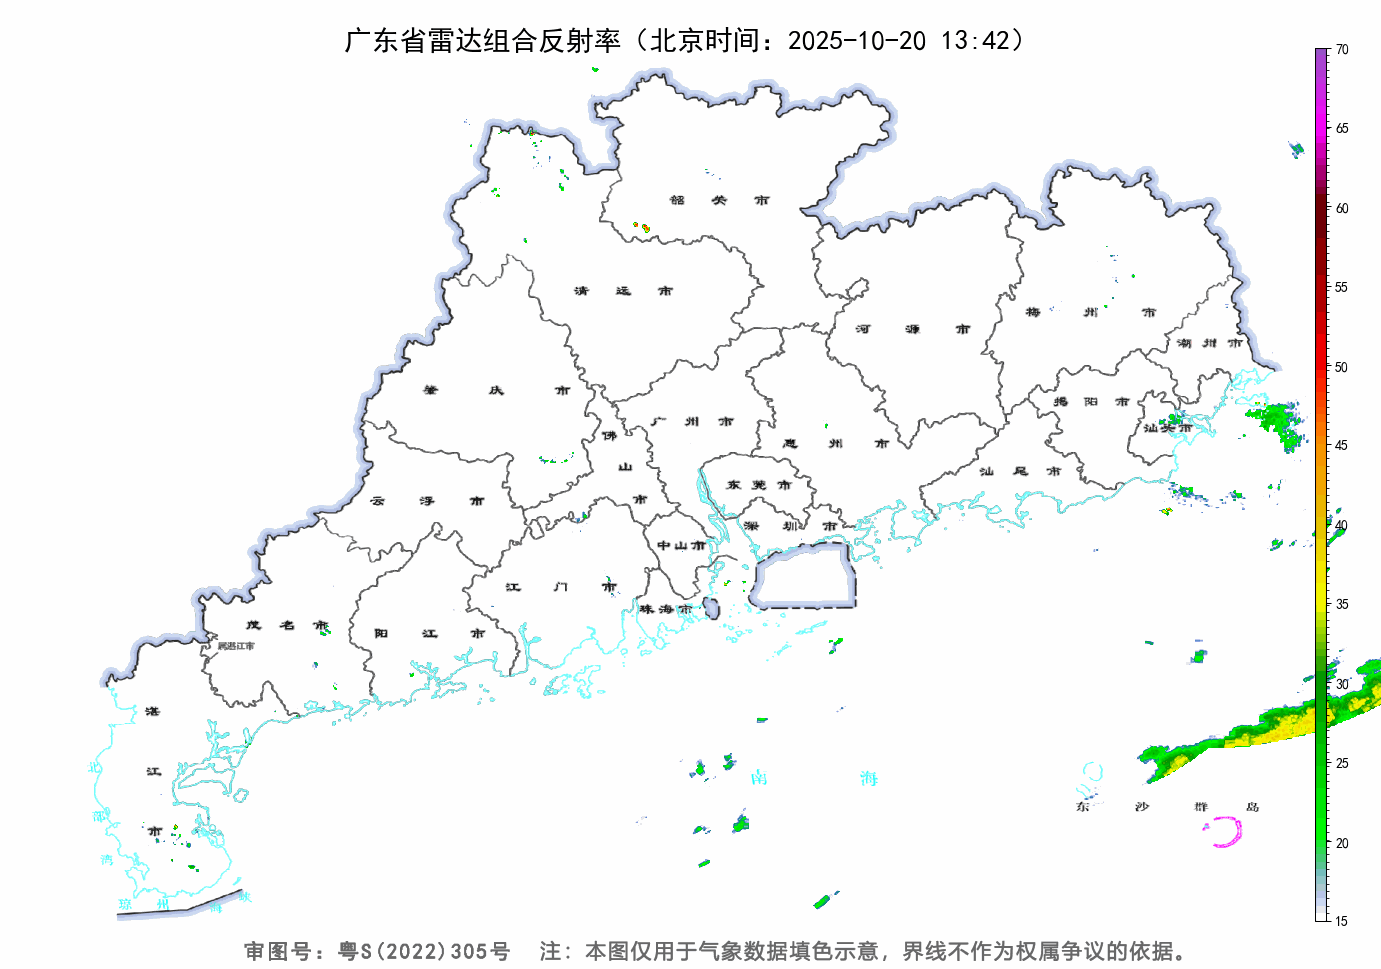 广东省雷达组合反射率（北京时间：2025-10-20 13:42）
70
65
60
55
50
45
40
35
30
25
20
15
韶关市
清远市
河源市
梅州市
潮州市
肇庆市
广州市
惠州市
揭阳市
汕头市
佛山市
云浮市
东莞市
汕尾市
深圳市
中山市
江门市
珠海市
茂名市
阳江市
属湛江市
湛江市
北部湾
琼州海峡
南海
东沙群岛
审图号：粤S(2022)305号 注：本图仅用于气象数据填色示意，界线不作为权属争议的依据。